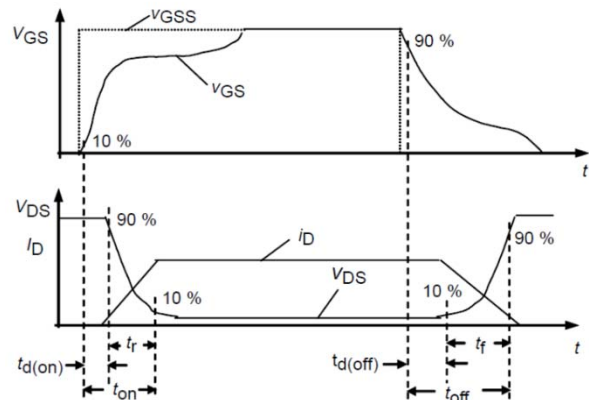 vGSS
VGS
90 %
vGS
10 %
t
VDS
ID
90 %
iD
VDS
90 %
10 %
10 %
tr
tf
t
td(on)
td(off)
ton
toff